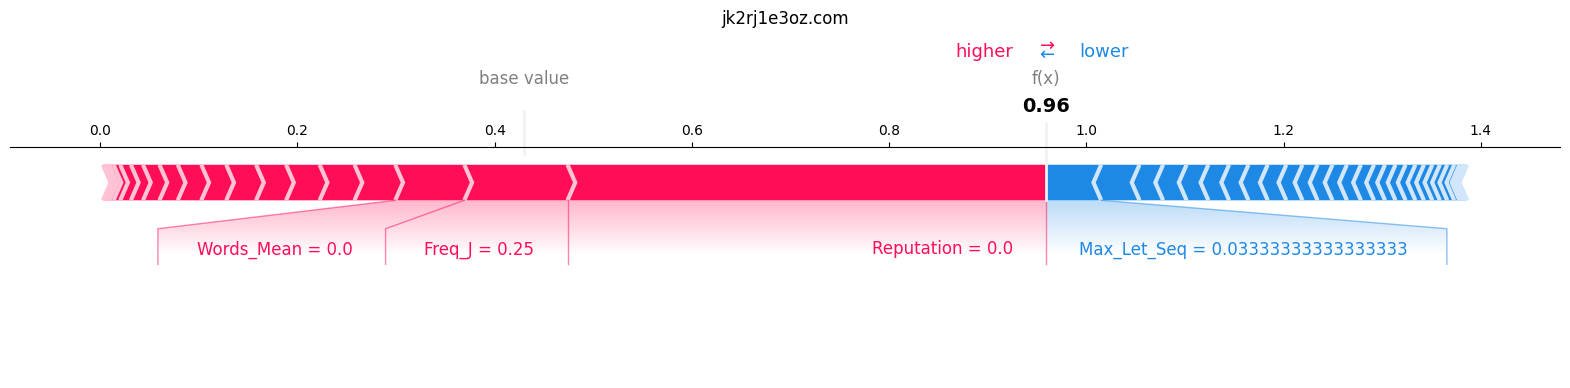 jk2rj1e3oz.com
higher ⇄ lower
base value f(x)
0.96
0.0 0.2 0.4 0.6 0.8 1.0 1.2 1.4
Words_Mean = 0.0 Freq_J = 0.25 Reputation = 0.0 Max_Let_Seq = 0.03333333333333333